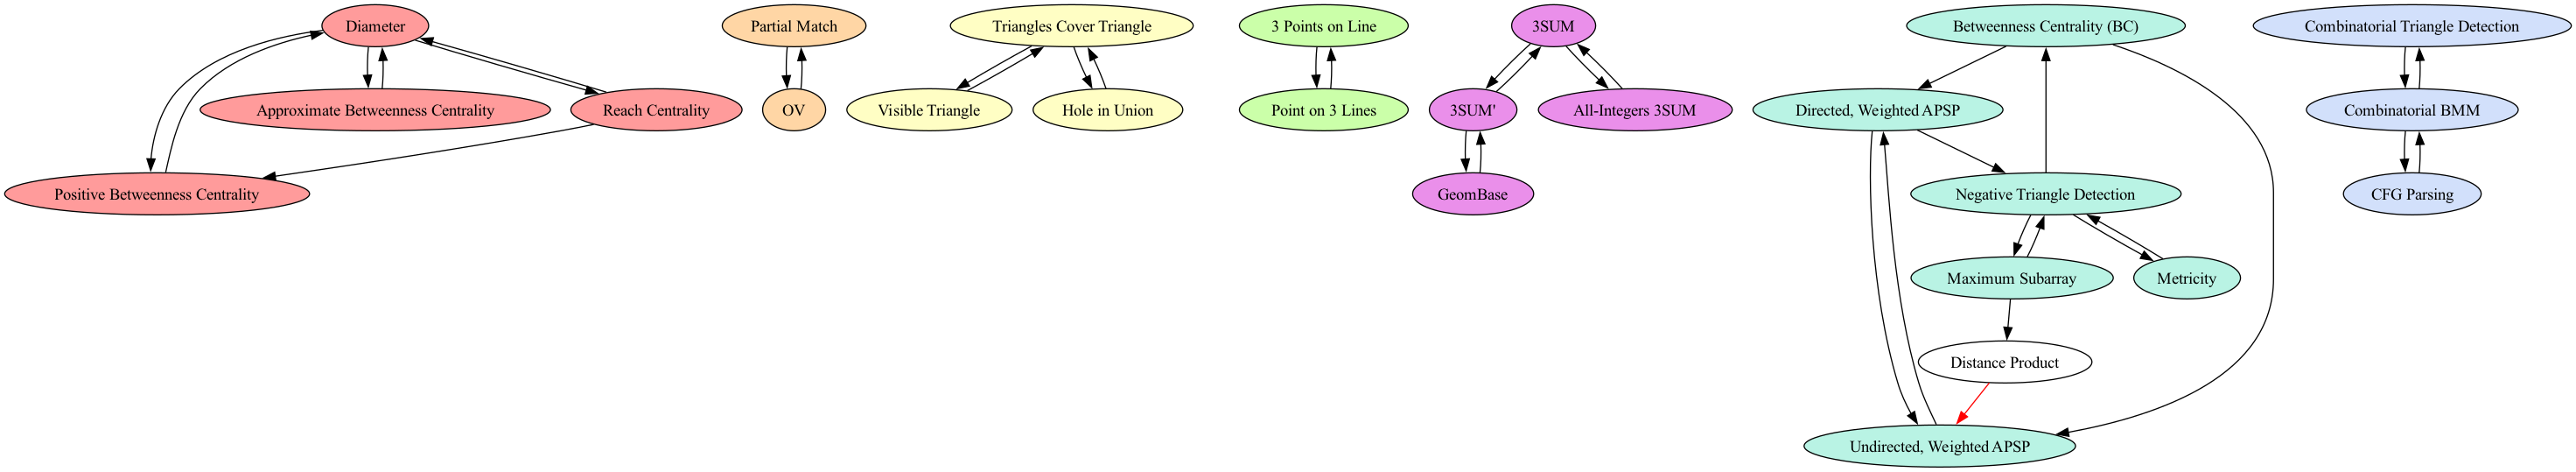 Diameter
Partial Match
Triangles Cover Triangle
3 Points on Line
3SUM
Betweenness Centrality (BC)
Combinatorial Triangle Detection
Approximate Betweenness Centrality
Reach Centrality
OV
Visible Triangle
Hole in Union
Point on 3 Lines
3SUM'
All-Integers 3SUM
Directed, Weighted APSP
Combinatorial BMM
Positive Betweenness Centrality
GeomBase
Negative Triangle Detection
CFG Parsing
Maximum Subarray
Metricity
Distance Product
Undirected, Weighted APSP